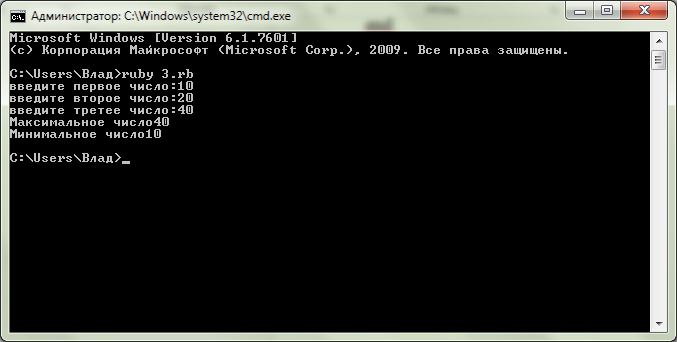 Администратор: C:\Windows\system32\cmd.exe
Microsoft Windows [Version 6.1.7601]
(c) Корпорация Майкрософт (Microsoft Corp.), 2009. Все права защищены.
C:\Users\Влад>ruby 3.rb
введите первое число:10
введите второе число:20
введите третее число:40
Максимальное число40
Минимальное число10
C:\Users\Влад>_